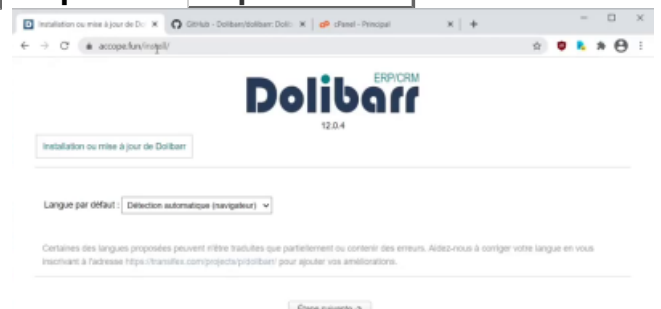 Installation ou mise à jour de Do
GitHub - Dolibarr/dolibarr: Doli
cPanel - Principal
accope.fun/install/
Dolibarr
ERP/CRM
12.0.4
Installation ou mise à jour de Dolibarr
Langue par défaut : Détection automatique (navigateur)
Certaines des langues proposées peuvent n'être traduites que partiellement ou contenir des erreurs. Aidez-nous à corriger votre langue en vous
inscrivant à l'adresse https://transifex.com/projects/p/dolibarr/ pour ajouter vos améliorations.
Étape suivante ->